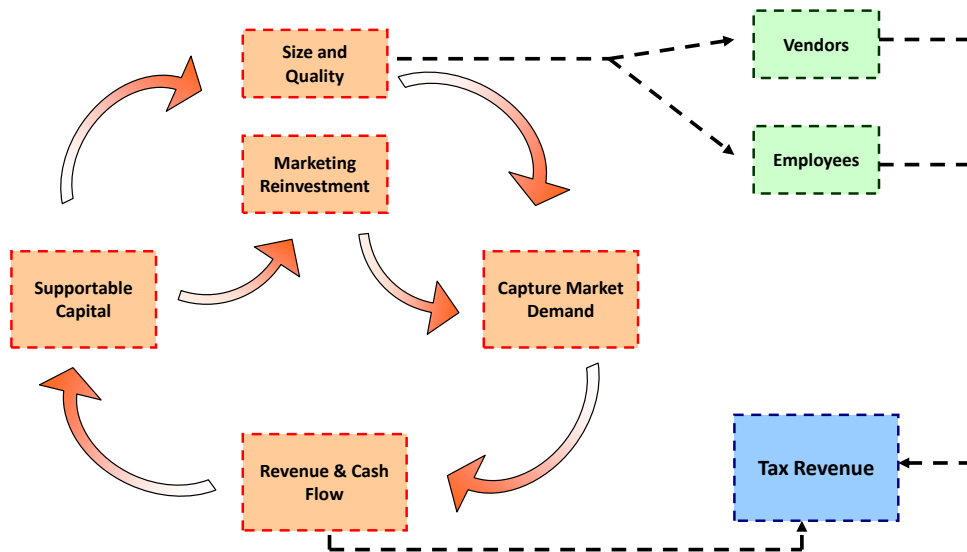 Size and
Quality
Vendors
Marketing
Reinvestment
Employees
Supportable
Capital
Capture Market
Demand
Revenue & Cash
Flow
Tax Revenue